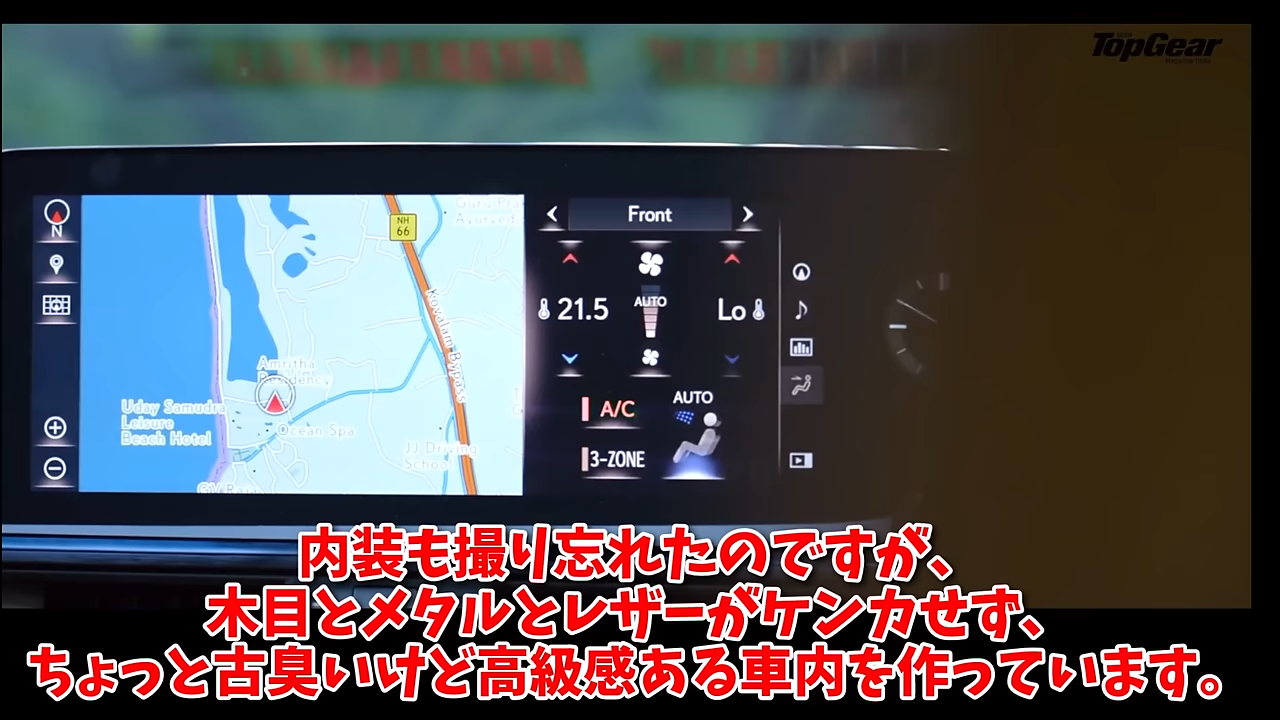 TopGear
Front
N
NH
66
21.5
AUTO
Lo
Kovalam Bypass
Amritha
Residency
Uday Samudra
Leisure
Beach Hotel
Ocean Spa
JJ Driving
School
A/C
AUTO
3-ZONE
内装も撮り忘れたのですが、
木目とメタルとレザーがケンカせず、
ちょっと古臭いけど高級感ある車内を作っています。